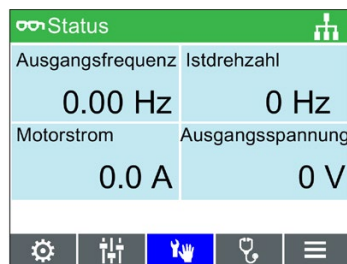 Status
Ausgangsfrequenz Istdrehzahl
0.00 Hz 0 Hz
Motorstrom Ausgangsspannung
0.0 A 0 V